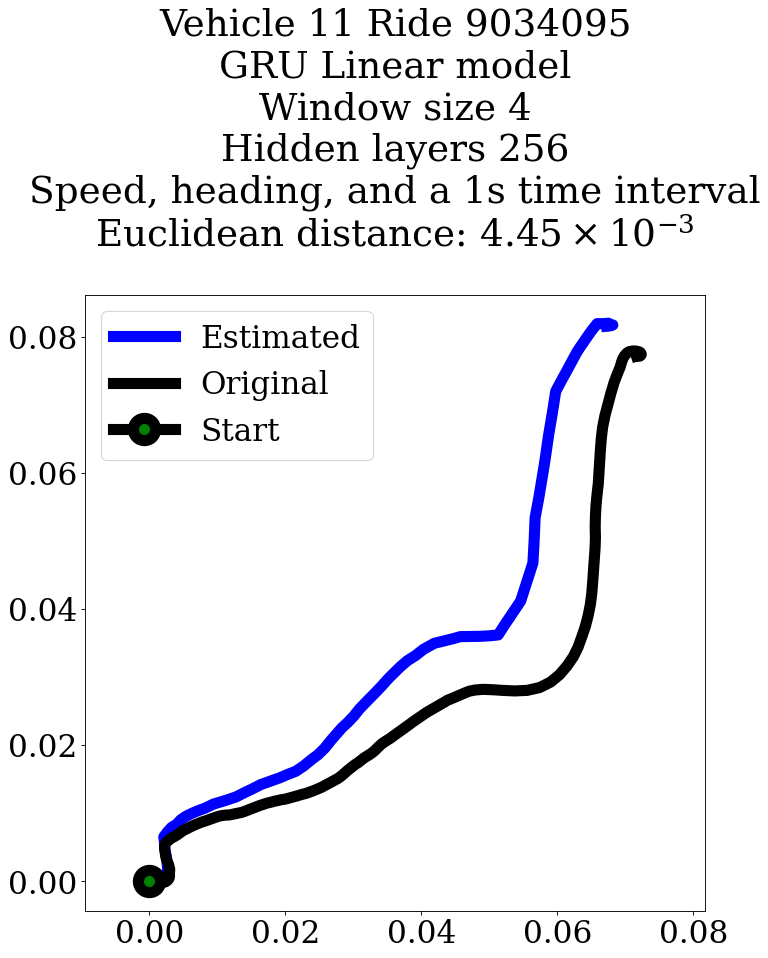 Vehicle 11 Ride 9034095
GRU Linear model
Window size 4
Hidden layers 256
Speed, heading, and a 1s time interval
Euclidean distance: 4.45 × 10⁻³
Estimated
Original
Start
0.08
0.06
0.04
0.02
0.00
0.00 0.02 0.04 0.06 0.08